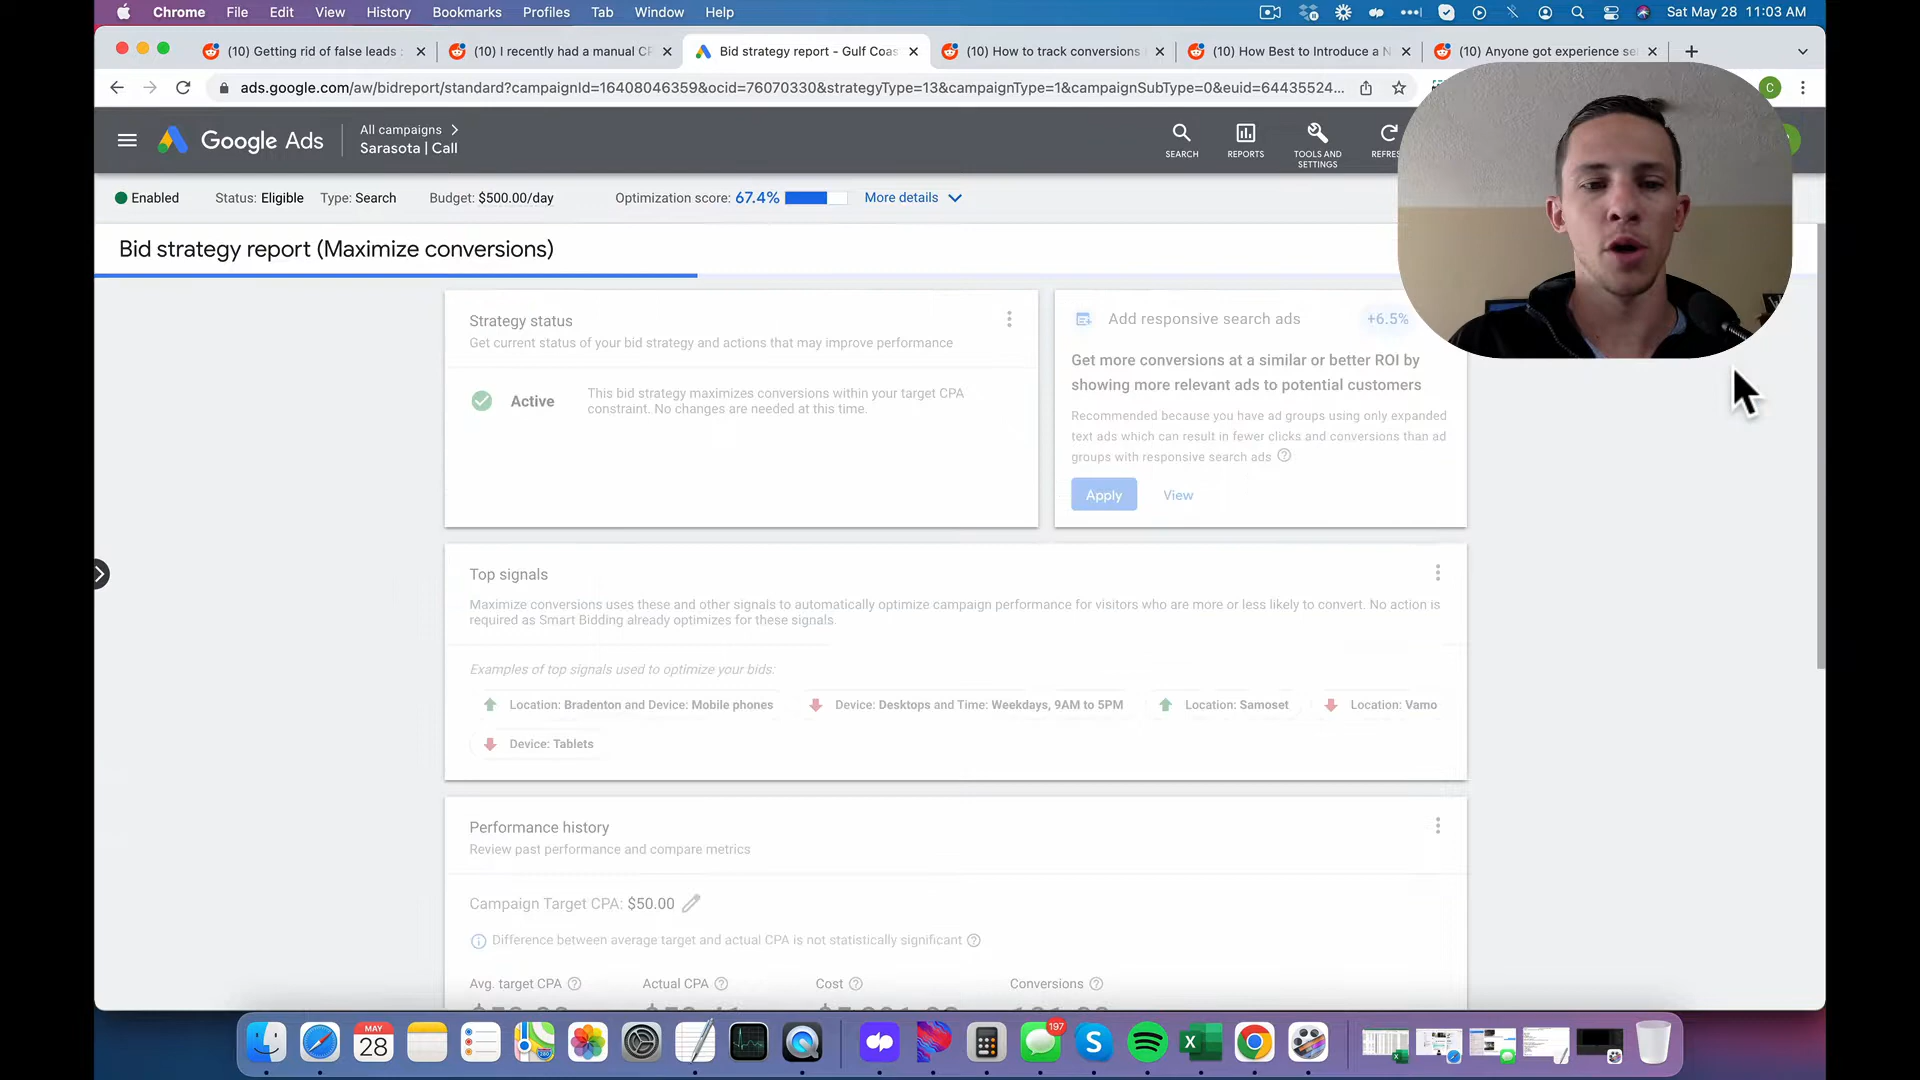 Chrome File Edit View History Bookmarks Profiles Tab Window Help Sat May 28 11:03 AM
(10) Getting rid of false leads (10) I recently had a manual CP Bid strategy report - Gulf Coas (10) How to track conversions (10) How Best to Introduce a N (10) Anyone got experience se
ads.google.com/aw/bidreport/standard?campaignId=16408046359&ocid=76070330&strategyType=13&campaignType=1&campaignSubType=0&euid=64435524... C
Google Ads
All campaigns
Sarasota | Call
SEARCH REPORTS TOOLS AND SETTINGS
Enabled Status: Eligible Type: Search Budget: $500.00/day Optimization score: 67.4% More details
Bid strategy report (Maximize conversions)
Strategy status
Get current status of your bid strategy and actions that may improve performance
Active
This bid strategy maximizes conversions within your target CPA
constraint. No changes are needed at this time.
Add responsive search ads +6.5%
Get more conversions at a similar or better ROI by
showing more relevant ads to potential customers
Recommended because you have ad groups using only expanded
text ads which can result in fewer clicks and conversions than ad
groups with responsive search ads
Apply View
Top signals
Maximize conversions uses these and other signals to automatically optimize campaign performance for visitors who are more or less likely to convert. No action is
required as Smart Bidding already optimizes for these signals.
Examples of top signals used to optimize your bids:
Location: Bradenton and Device: Mobile phones Device: Desktops and Time: Weekdays, 9AM to 5PM Location: Samoset Location: Vamo
Device: Tablets
Performance history
Review past performance and compare metrics
Campaign Target CPA: $50.00
Difference between average target and actual CPA is not statistically significant
Avg. target CPA Actual CPA Cost Conversions
MAY
28
197